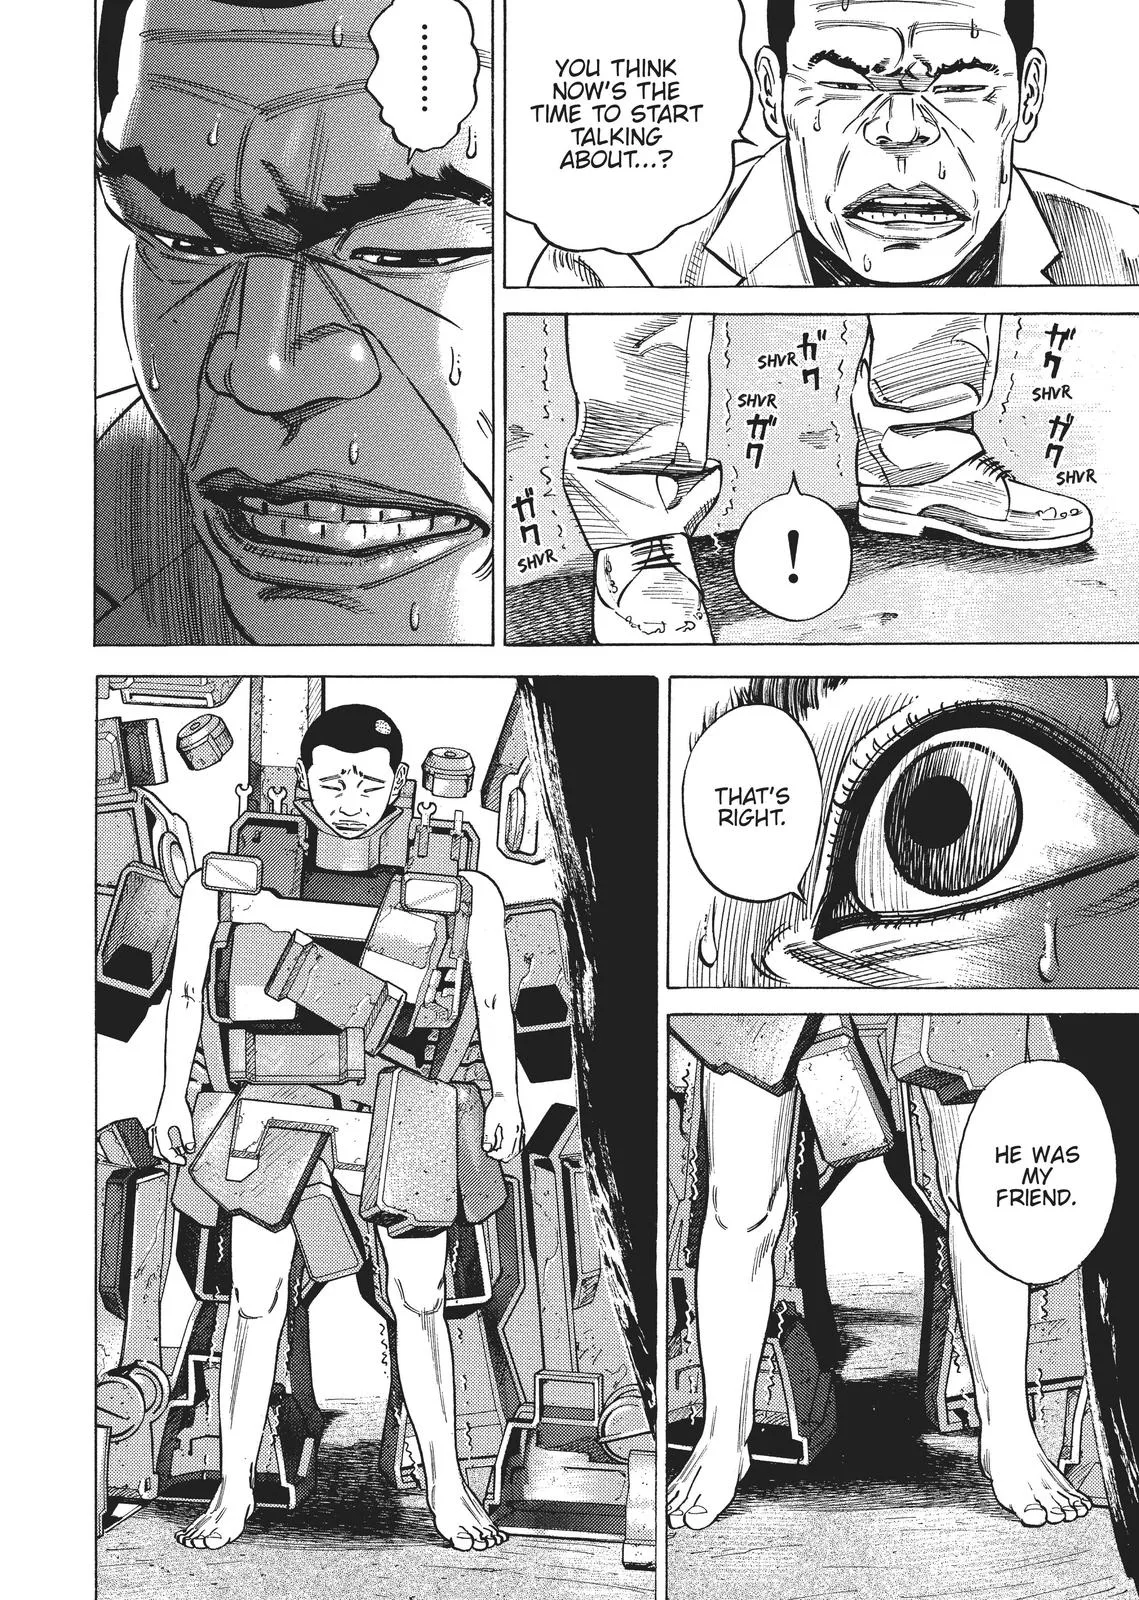 YOU THINK
NOW'S THE
TIME TO START
TALKING
ABOUT...?
ガク
SHVR
ガク
SHVR
ガク
SHVR
ガク
SHVR
!
ガク
SHVR
.........
THAT'S
RIGHT.
HE WAS
MY
FRIEND.